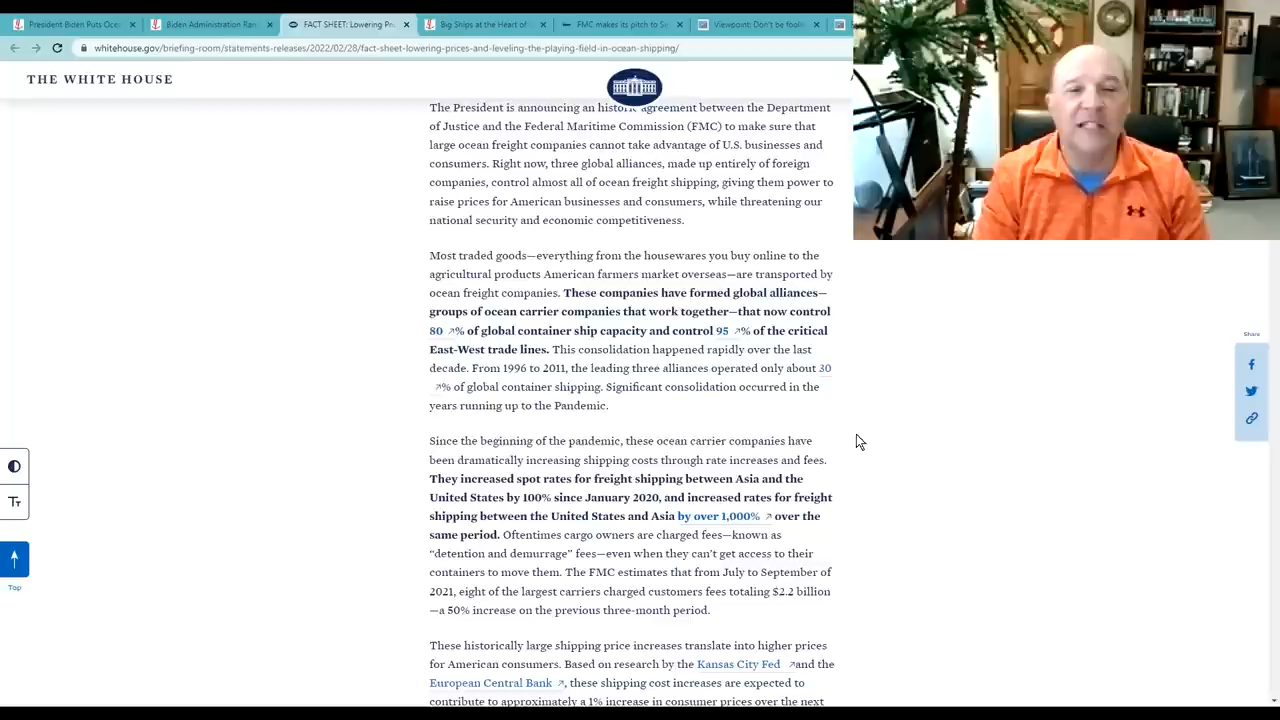 President Biden Puts Oce
Biden Administration Ra
FACT SHEET: Lowering Pr
Big Ships at the Heart of
FMC makes its pitch to S
Viewpoint: Don't be fooli
whitehouse.gov/briefing-room/statements-releases/2022/02/28/fact-sheet-lowering-prices-and-leveling-the-playing-field-in-ocean-shipping/
THE WHITE HOUSE
The President is announcing an historic agreement between the Department
of Justice and the Federal Maritime Commission (FMC) to make sure that
large ocean freight companies cannot take advantage of U.S. businesses and
consumers. Right now, three global alliances, made up entirely of foreign
companies, control almost all of ocean freight shipping, giving them power to
raise prices for American businesses and consumers, while threatening our
national security and economic competitiveness.
Most traded goods—everything from the housewares you buy online to the
agricultural products American farmers market overseas—are transported by
ocean freight companies. These companies have formed global alliances—
groups of ocean carrier companies that work together—that now control
80 ↗% of global container ship capacity and control 95 ↗% of the critical
East-West trade lines. This consolidation happened rapidly over the last
decade. From 1996 to 2011, the leading three alliances operated only about 30
↗% of global container shipping. Significant consolidation occurred in the
years running up to the Pandemic.
Since the beginning of the pandemic, these ocean carrier companies have
been dramatically increasing shipping costs through rate increases and fees.
They increased spot rates for freight shipping between Asia and the
United States by 100% since January 2020, and increased rates for freight
shipping between the United States and Asia by over 1,000% ↗ over the
same period. Oftentimes cargo owners are charged fees—known as
“detention and demurrage” fees—even when they can’t get access to their
containers to move them. The FMC estimates that from July to September of
2021, eight of the largest carriers charged customers fees totaling $2.2 billion
—a 50% increase on the previous three-month period.
These historically large shipping price increases translate into higher prices
for American consumers. Based on research by the Kansas City Fed ↗and the
European Central Bank ↗, these shipping cost increases are expected to
contribute to approximately a 1% increase in consumer prices over the next
Share
Top